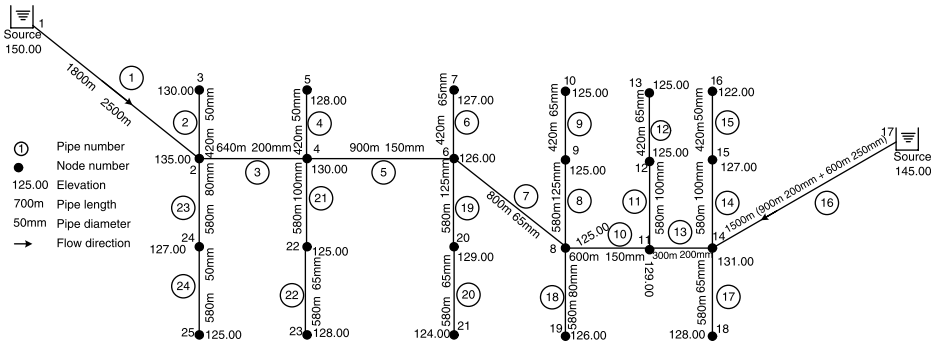 1
Source
150.00
1
1800m
2500m
3
130.00
50mm
2
420m
135.00
2
640m 200mm
3
5
128.00
50mm
4
420m
4
130.00
900m 150mm
5
7
127.00
65mm
6
420m
6
126.00
800m 65mm
7
10
125.00
65mm
9
420m
9
125.00
125mm
8
580m
8
125.00
10
600m 150mm
13
125.00
65mm
12
420m
125.00
12
100mm
11
580m
11
129.00
13
300m 200mm
16
122.00
50mm
15
420m
15
127.00
100mm
14
580m
14
131.00
17
Source
145.00
1500m (900m 200mm + 600m 250mm)
16
65mm
17
580m
18
128.00
80mm
18
580m
19
126.00
125mm
19
580m
20
129.00
65mm
20
580m
21
124.00
100mm
21
580m
22
125.00
65mm
22
580m
23
128.00
80mm
23
580m
24
127.00
50mm
24
580m
25
125.00
1 Pipe number
Node number
125.00 Elevation
700m Pipe length
50mm Pipe diameter
Flow direction